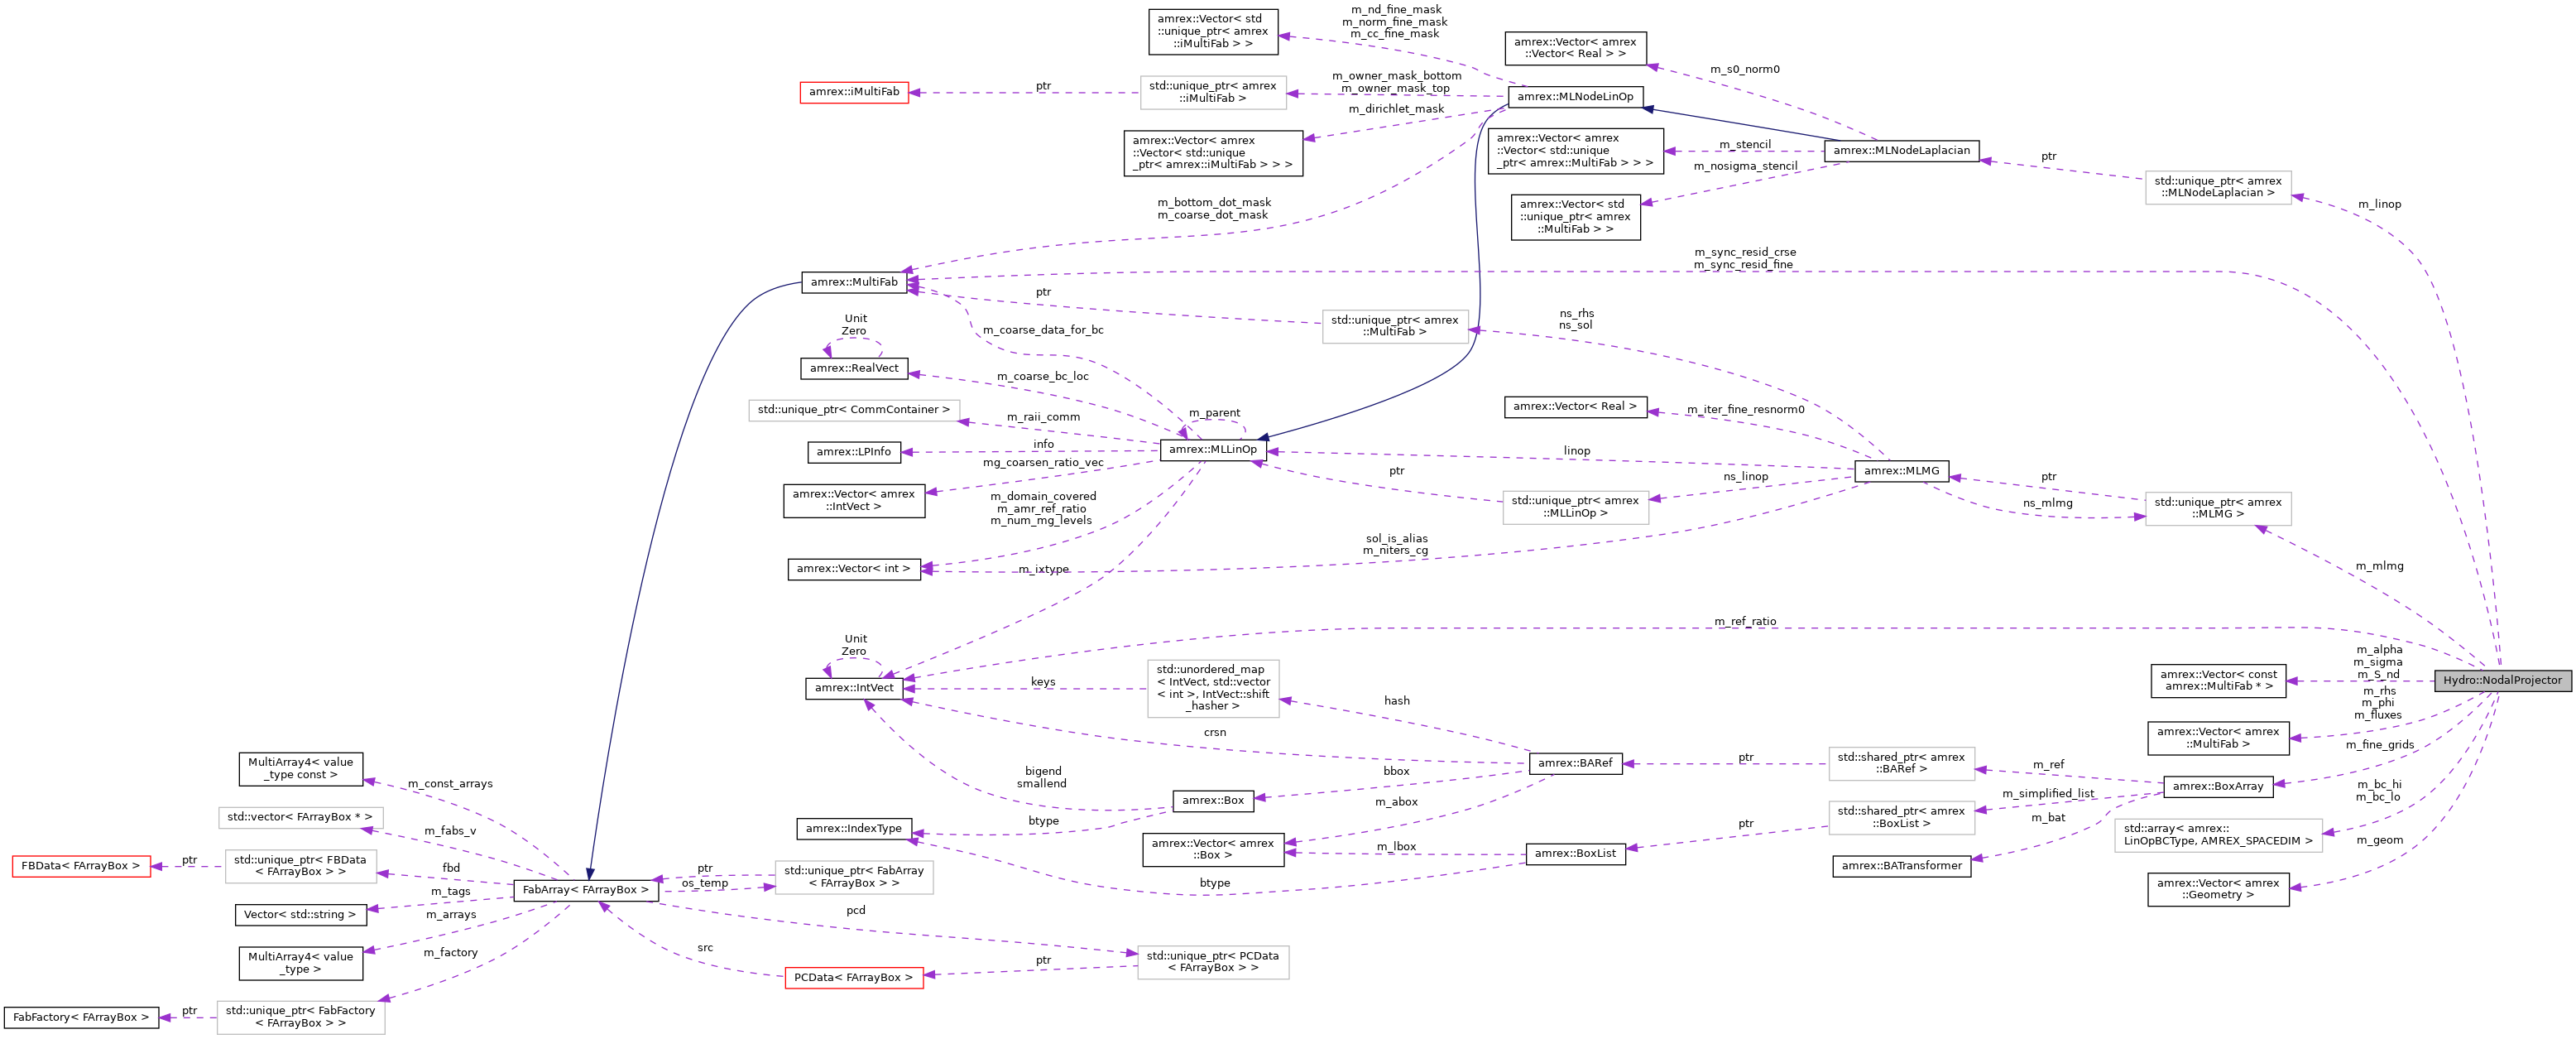 amrex::Vector< std
::unique_ptr< amrex
::iMultiFab > >
m_nd_fine_mask
m_norm_fine_mask
m_cc_fine_mask
amrex::Vector< amrex
::Vector< Real > >
m_s0_norm0
amrex::iMultiFab
ptr
std::unique_ptr< amrex
::iMultiFab >
m_owner_mask_bottom
m_owner_mask_top
amrex::MLNodeLinOp
m_dirichlet_mask
amrex::Vector< amrex
::Vector< std::unique
_ptr< amrex::iMultiFab > > >
amrex::Vector< amrex
::Vector< std::unique
_ptr< amrex::MultiFab > > >
m_stencil
m_nosigma_stencil
amrex::MLNodeLaplacian
ptr
std::unique_ptr< amrex
::MLNodeLaplacian >
m_linop
amrex::Vector< std
::unique_ptr< amrex
::MultiFab > >
m_bottom_dot_mask
m_coarse_dot_mask
m_sync_resid_crse
m_sync_resid_fine
amrex::MultiFab
ptr
std::unique_ptr< amrex
::MultiFab >
ns_rhs
ns_sol
Unit
Zero
m_coarse_data_for_bc
amrex::RealVect
m_coarse_bc_loc
std::unique_ptr< CommContainer >
m_raii_comm
m_parent
amrex::Vector< Real >
m_iter_fine_resnorm0
amrex::LPInfo
info
amrex::MLLinOp
linop
mg_coarsen_ratio_vec
ptr
amrex::MLMG
ptr
ns_linop
amrex::Vector< amrex
::IntVect >
m_domain_covered
m_amr_ref_ratio
m_num_mg_levels
std::unique_ptr< amrex
::MLLinOp >
ns_mlmg
std::unique_ptr< amrex
::MLMG >
sol_is_alias
m_niters_cg
amrex::Vector< int >
m_ixtype
m_mlmg
m_ref_ratio
Unit
Zero
amrex::IntVect
keys
std::unordered_map
< IntVect, std::vector
< int >, IntVect::shift
_hasher >
hash
crsn
amrex::Vector< const
amrex::MultiFab * >
m_alpha
m_sigma
m_S_nd
Hydro::NodalProjector
m_rhs
m_phi
m_fluxes
amrex::Vector< amrex
::MultiFab >
m_fine_grids
MultiArray4< value
_type const >
m_const_arrays
bigend
smallend
bbox
amrex::BARef
ptr
std::shared_ptr< amrex
::BARef >
m_ref
amrex::BoxArray
m_bc_hi
m_bc_lo
amrex::Box
m_abox
m_simplified_list
std::shared_ptr< amrex
::BoxList >
m_bat
std::vector< FArrayBox * >
m_fabs_v
btype
amrex::IndexType
ptr
std::array< amrex::
LinOpBCType, AMREX_SPACEDIM >
m_geom
amrex::Vector< amrex
::Box >
m_lbox
amrex::BoxList
amrex::BATransformer
btype
FBData< FArrayBox >
ptr
std::unique_ptr< FBData
< FArrayBox > >
fbd
ptr
os_temp
std::unique_ptr< FabArray
< FArrayBox > >
FabArray< FArrayBox >
amrex::Vector< amrex
::Geometry >
m_tags
Vector< std::string >
m_arrays
pcd
MultiArray4< value
_type >
m_factory
src
PCData< FArrayBox >
ptr
std::unique_ptr< PCData
< FArrayBox > >
FabFactory< FArrayBox >
ptr
std::unique_ptr< FabFactory
< FArrayBox > >